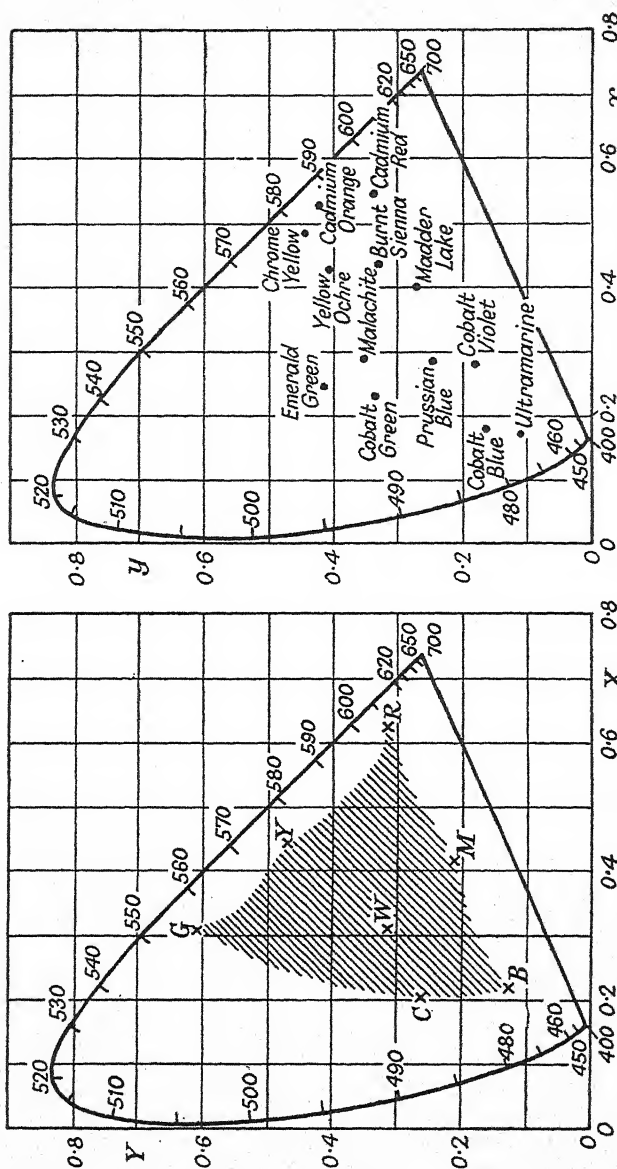 Y
0·8
0·6
0·4
0·2
0
0·2
0·4
0·6
X
0·8
520
530
540
550
560
570
580
590
600
620
650
700
510
500
490
480
460
450
400
G
Y
R
W
M
C
B
y
0·8
0·6
0·4
0·2
0
0·2
0·4
0·6
x
0·8
520
530
540
550
560
570
580
590
600
620
650
700
510
500
490
480
460
450
400
Emerald
Green
Chrome
Yellow
Cadmium
Orange
Yellow
Ochre
Malachite
Cobalt
Green
Burnt
Sienna
Cadmium
Red
Madder
Lake
Prussian
Blue
Cobalt
Violet
Cobalt
Blue
Ultramarine